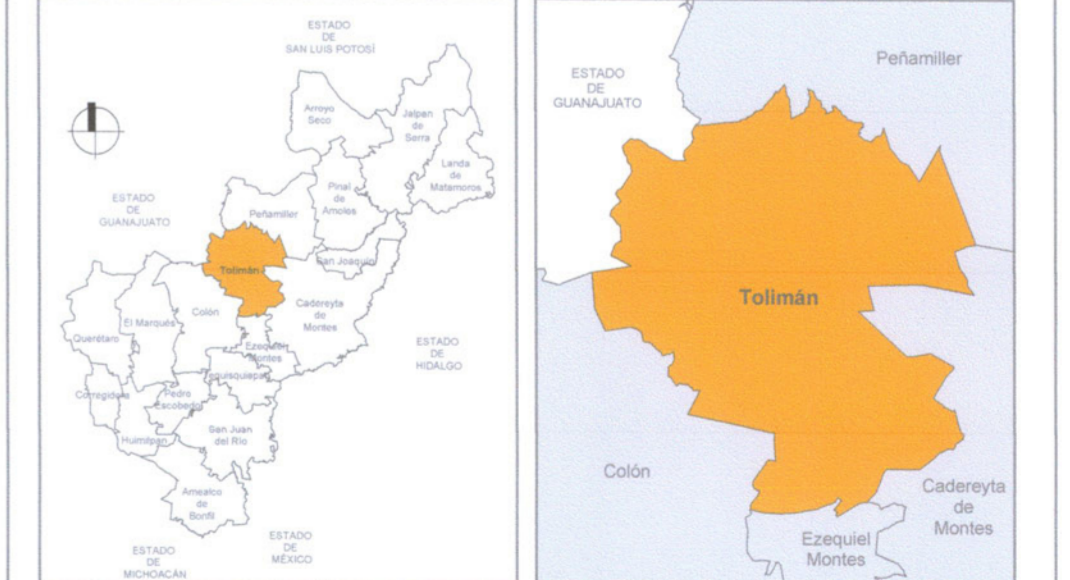 ESTADO
DE
SAN LUIS POTOSÍ
Arroyo
Seco
Jalpan
de
Serra
Landa
de
Matamoros
Pinal
de
Amoles
ESTADO
DE
GUANAJUATO
Peñamiller
San Joaquín
Tolimán
Cadereyta
de
Montes
Colón
El Marqués
Querétaro
Ezequiel
Montes
ESTADO
DE
HIDALGO
Tequisquiapan
Corregidora
Pedro
Escobedo
Huimilpan
San Juan
del Río
Amealco
de
Bonfil
ESTADO
DE
MÉXICO
ESTADO
DE
MICHOACÁN
ESTADO
DE
GUANAJUATO
Peñamiller
Tolimán
Colón
Cadereyta
de
Montes
Ezequiel
Montes